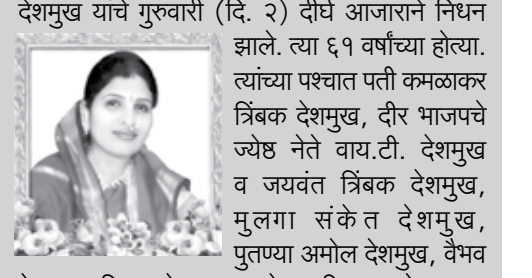 देशमुख यांचे गुरुवारी (दि. २) दीर्घ आजाराने निधन
झाले. त्या ६१ वर्षांच्या होत्या.
त्यांच्या पश्चात पती कमळाकर
त्रिंबक देशमुख, दीर भाजपचे
ज्येष्ठ नेते वाय.टी. देशमुख
व जयवंत त्रिंबक देशमुख,
मुलगा संकेत देशमुख,
पुतण्या अमोल देशमुख, वैभव